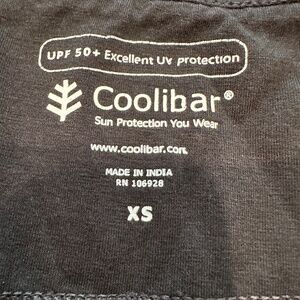 UPF 50+ Excellent UV protection
Coolibar®
Sun Protection You Wear
www.coolibar.com
MADE IN INDIA
RN 106928
XS